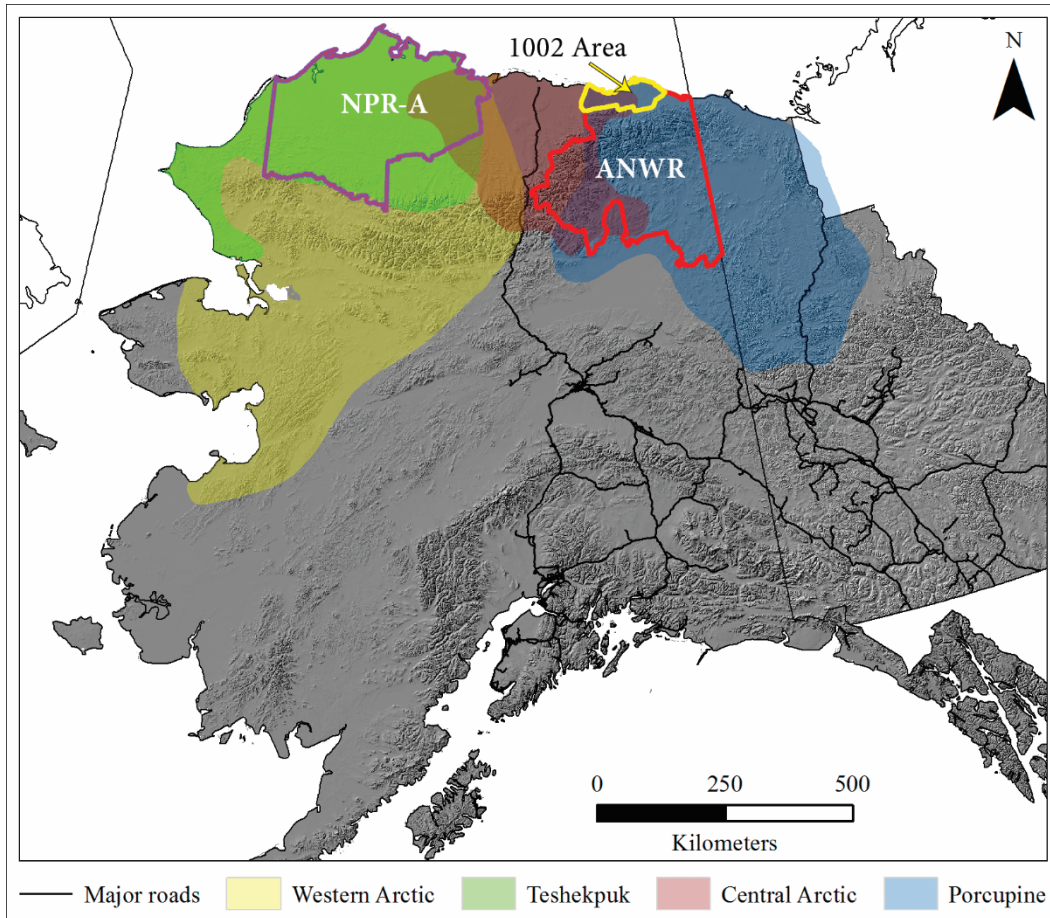 1002 Area
N
NPR-A
ANWR
0 250 500
Kilometers
Major roads Western Arctic Teshekpuk Central Arctic Porcupine